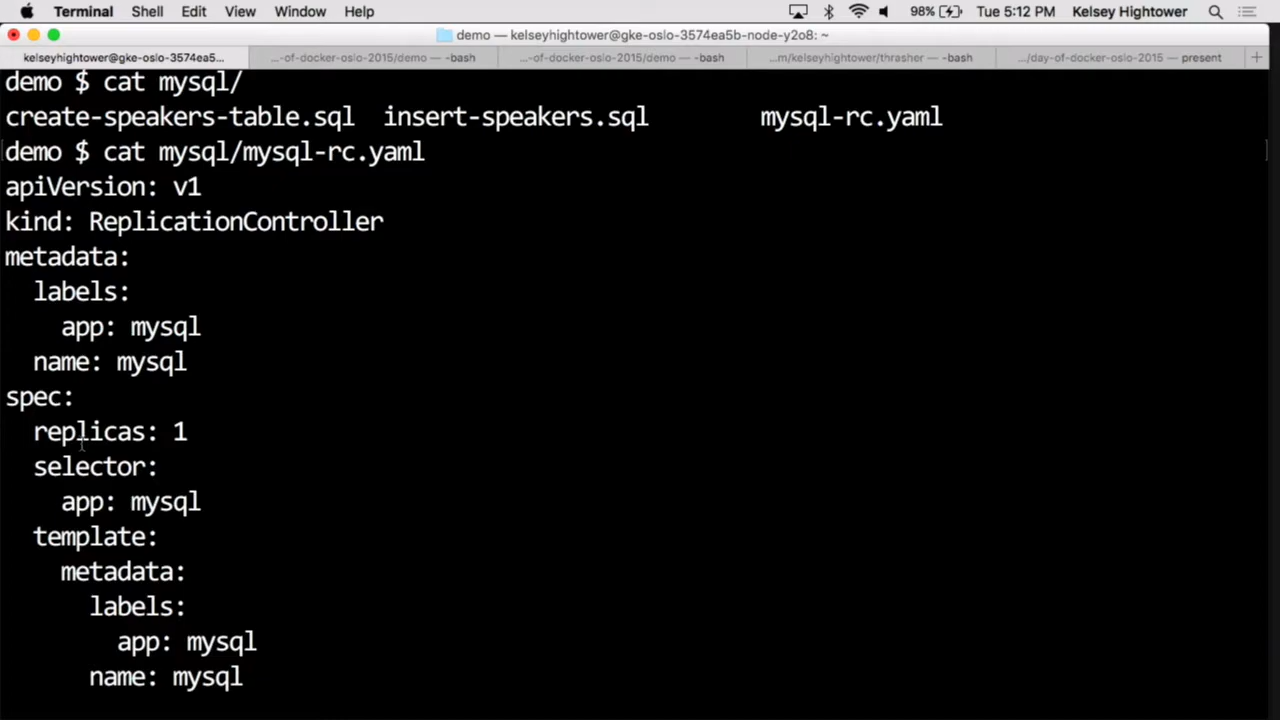 Terminal Shell Edit View Window Help 98% Tue 5:12 PM Kelsey Hightower
demo — kelseyhightower@gke-oslo-3574ea5b-node-y2o8: ~
kelseyhightower@gke-oslo-3574ea5... ...-of-docker-oslo-2015/demo — -bash ...-of-docker-oslo-2015/demo — -bash ...m/kelseyhightower/thrasher — -bash .../day-of-docker-oslo-2015 — present +
demo $ cat mysql/
create-speakers-table.sql insert-speakers.sql mysql-rc.yaml
demo $ cat mysql/mysql-rc.yaml
apiVersion: v1
kind: ReplicationController
metadata:
  labels:
    app: mysql
  name: mysql
spec:
  replicas: 1
  selector:
    app: mysql
  template:
    metadata:
      labels:
        app: mysql
      name: mysql